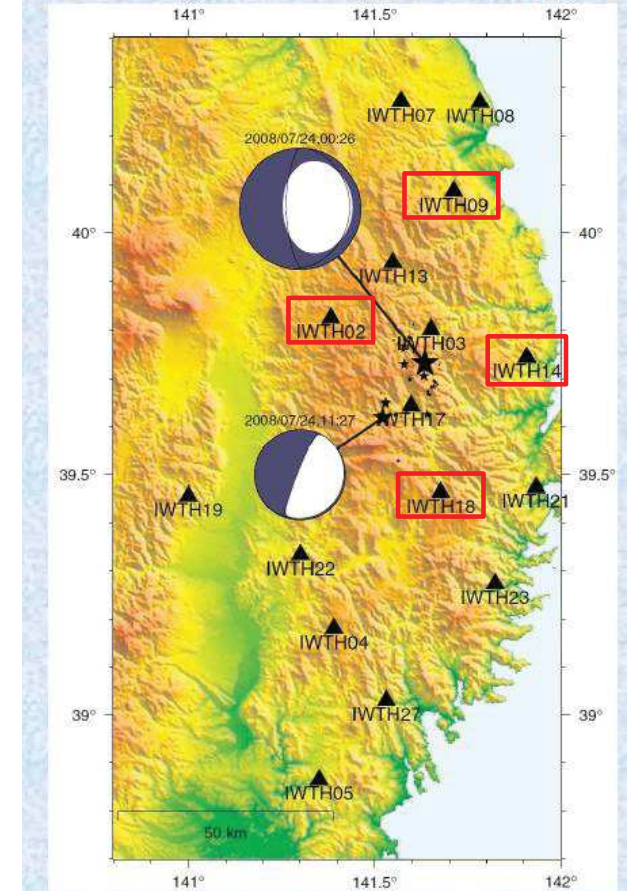 141° 141.5° 142°
IWTH07 IWTH08
2008/07/24,00:26
IWTH09
40° 40°
IWTH13
IWTH02 IWTH03
IWTH14
2008/07/24,11:27 IWTH17
39.5° 39.5°
IWTH18 IWTH21
IWTH19
IWTH22
IWTH23
IWTH04
IWTH27
39° 39°
IWTH05
50 km
141° 141.5° 142°